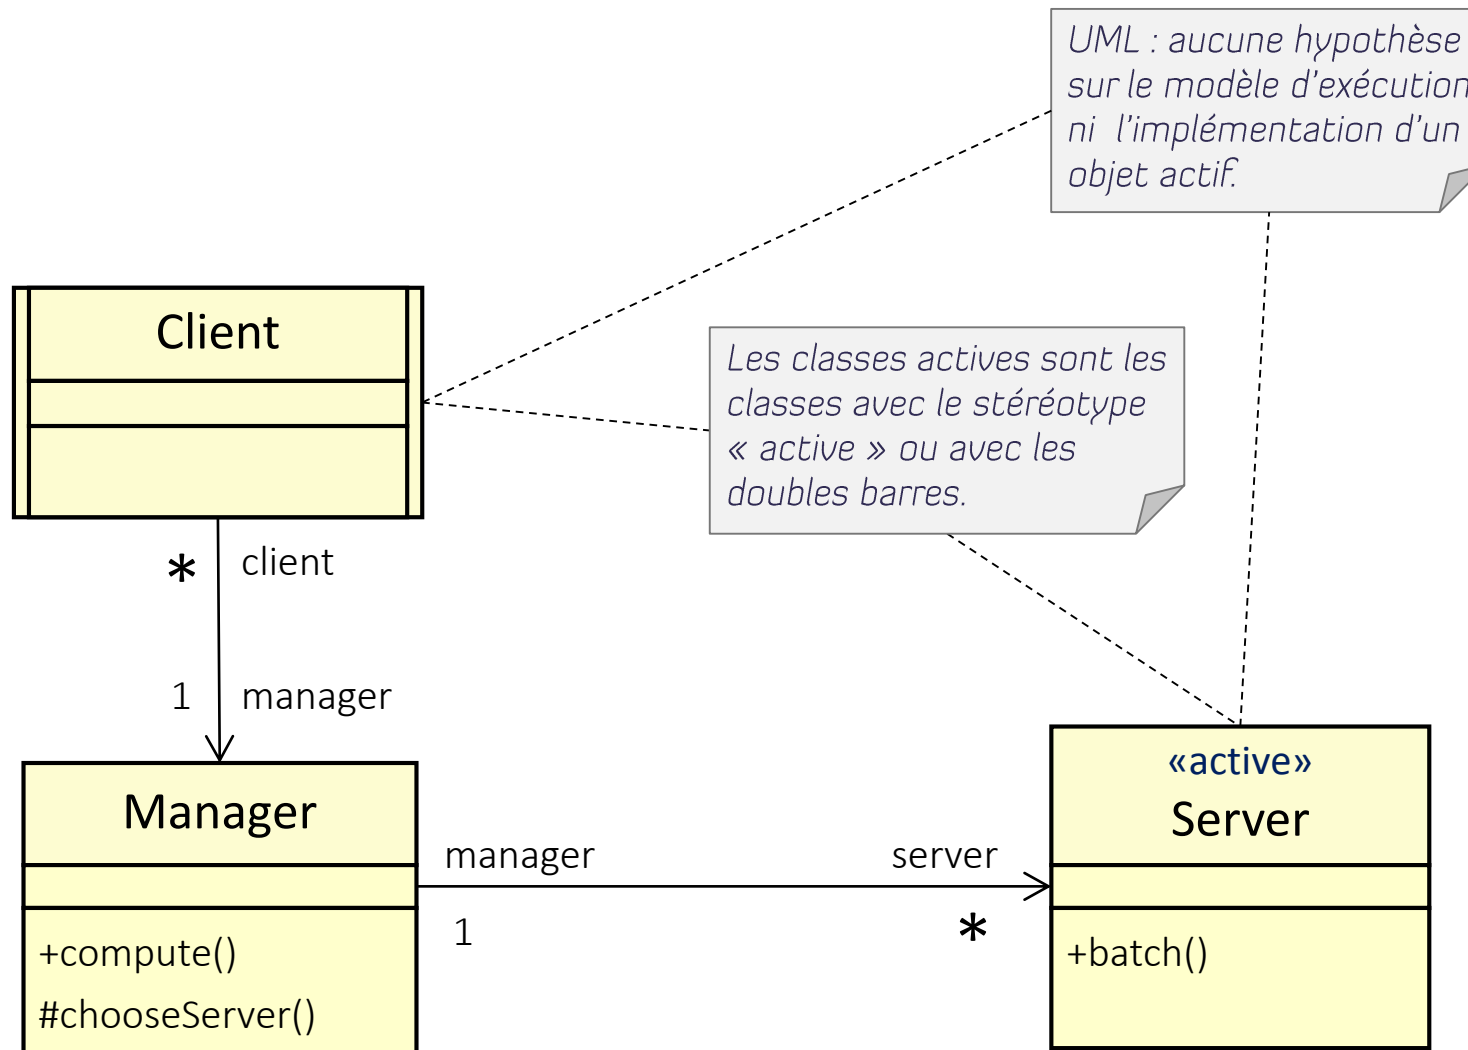 UML : aucune hypothèse
sur le modèle d'exécution
ni l'implémentation d'un
objet actif.
Client
Les classes actives sont les
classes avec le stéréotype
« active » ou avec les
doubles barres.
* client
1 manager
Manager
+compute()
#chooseServer()
manager
1
server
*
«active»
Server
+batch()